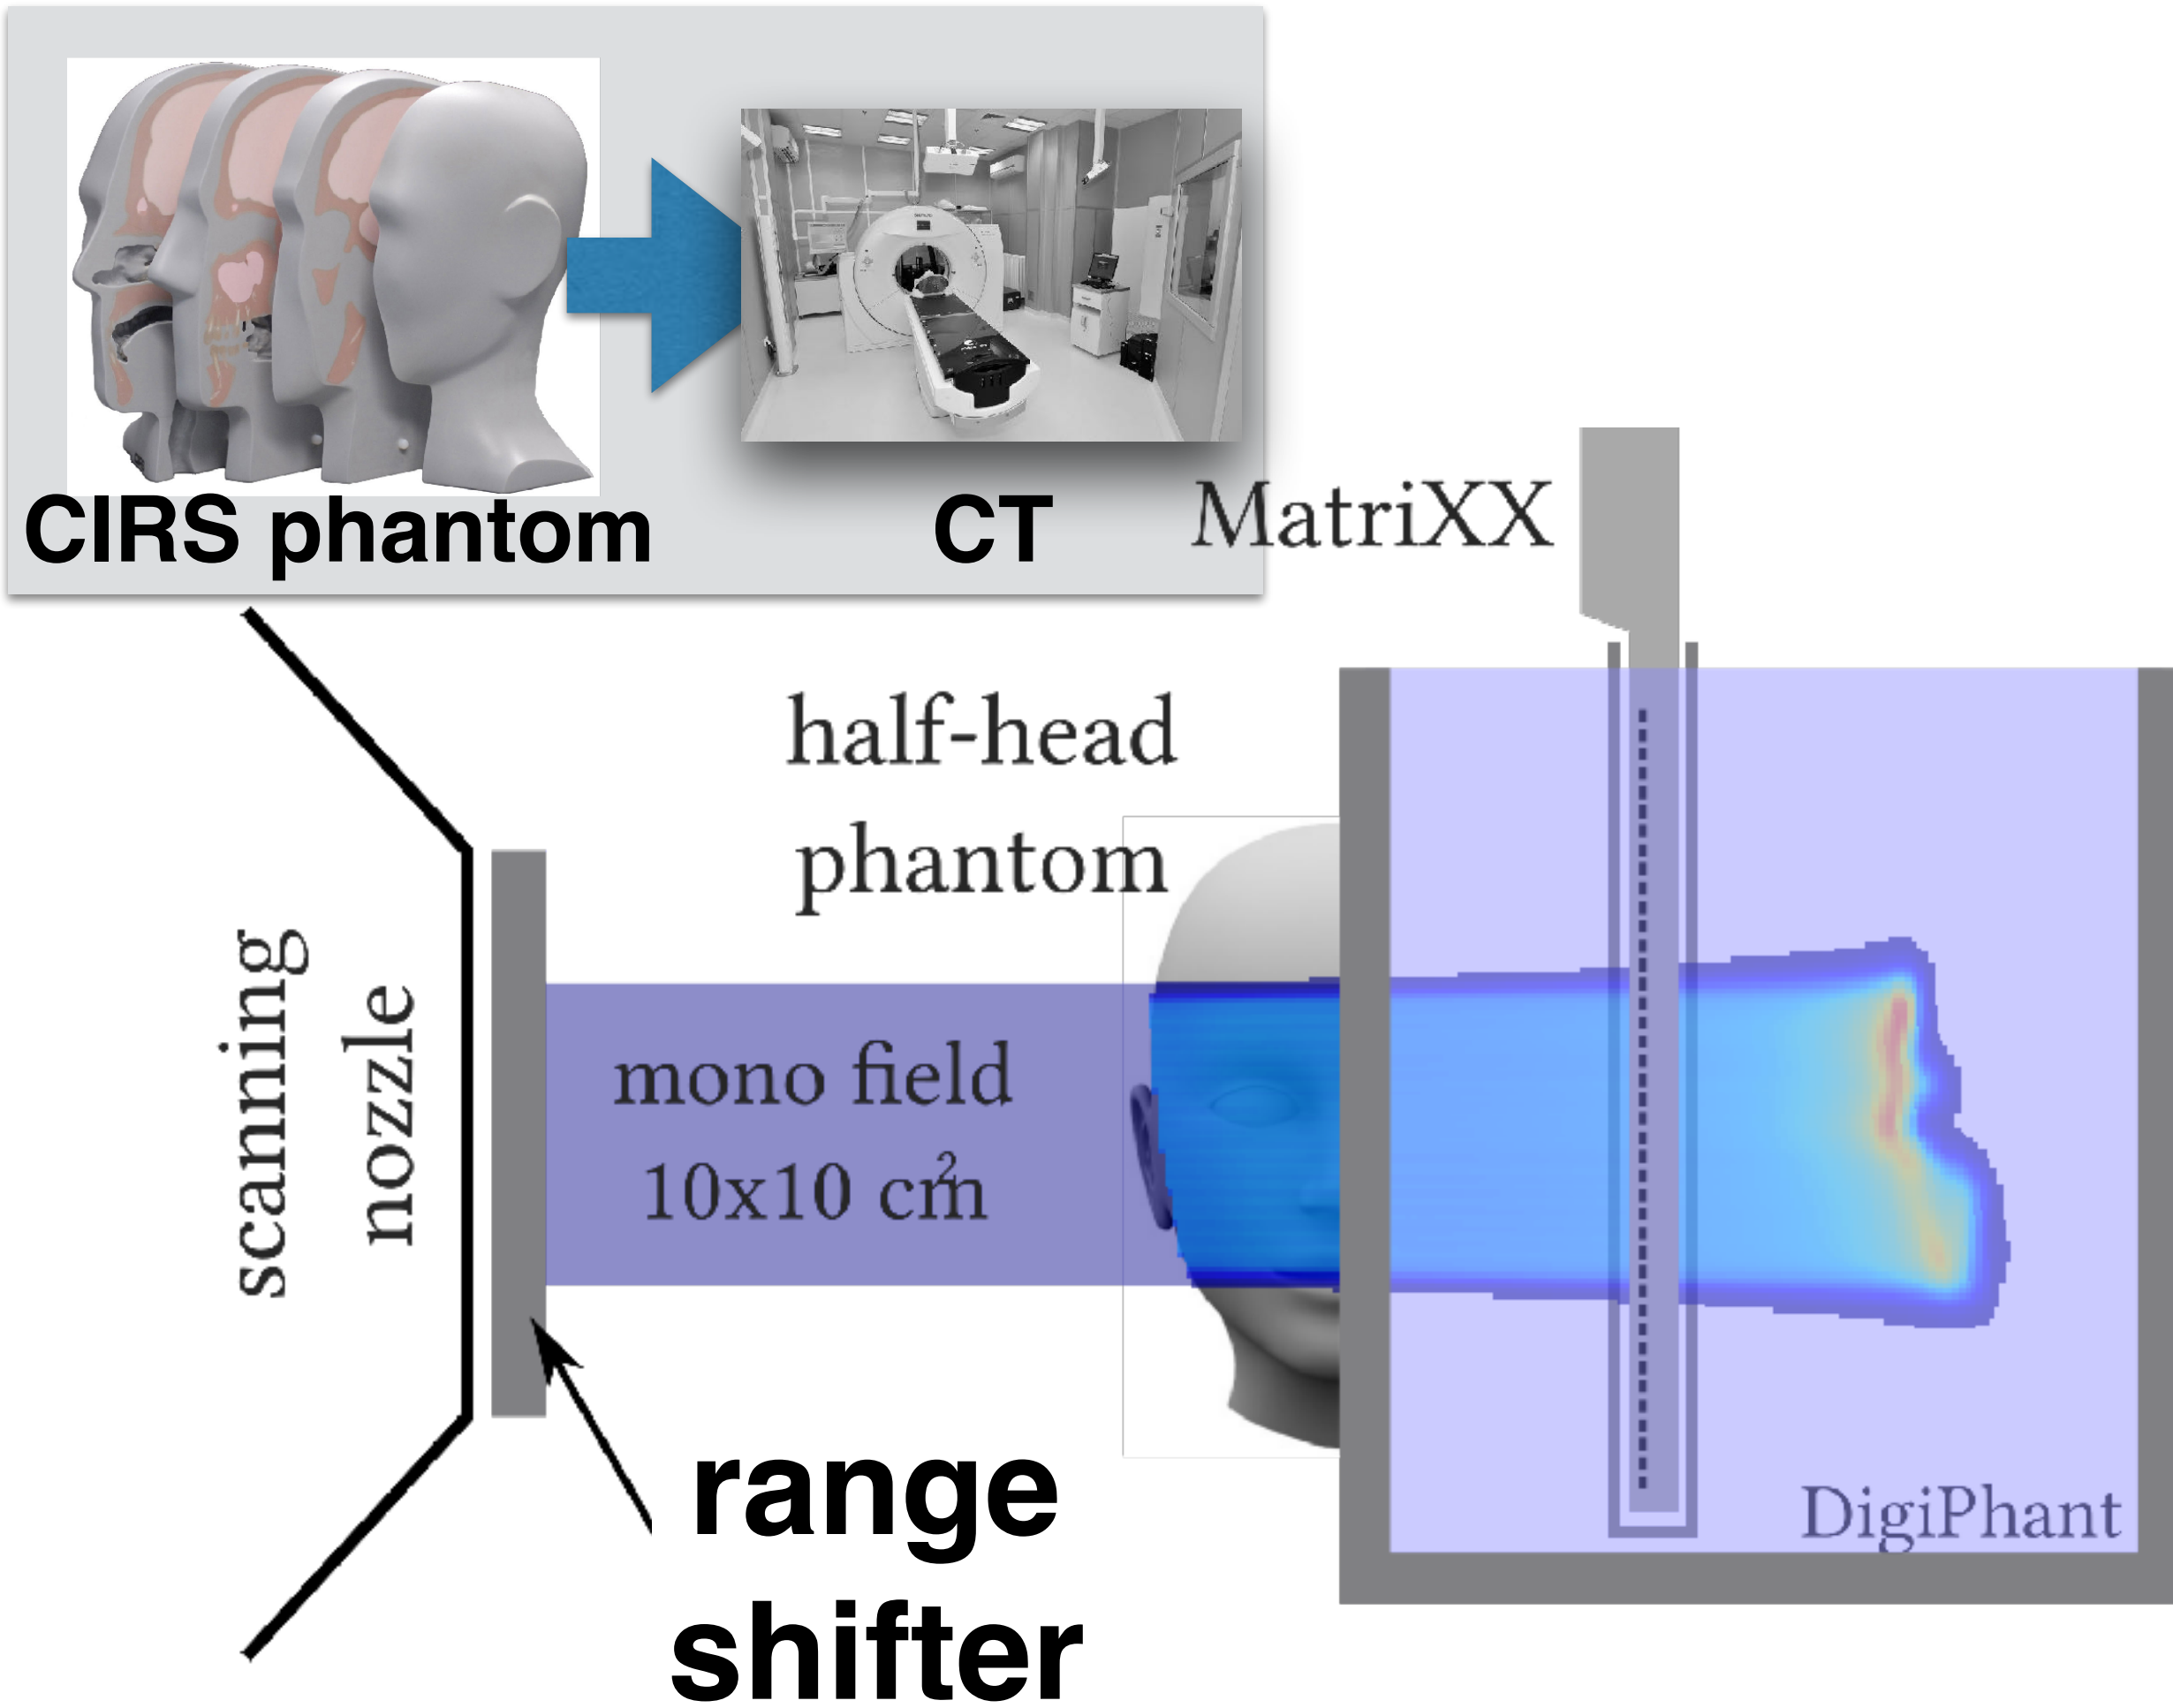 CIRS phantom
CT
MatriXX
half-head
phantom
scanning
nozzle
mono field
10x10 cm²
range
shifter
DigiPhant